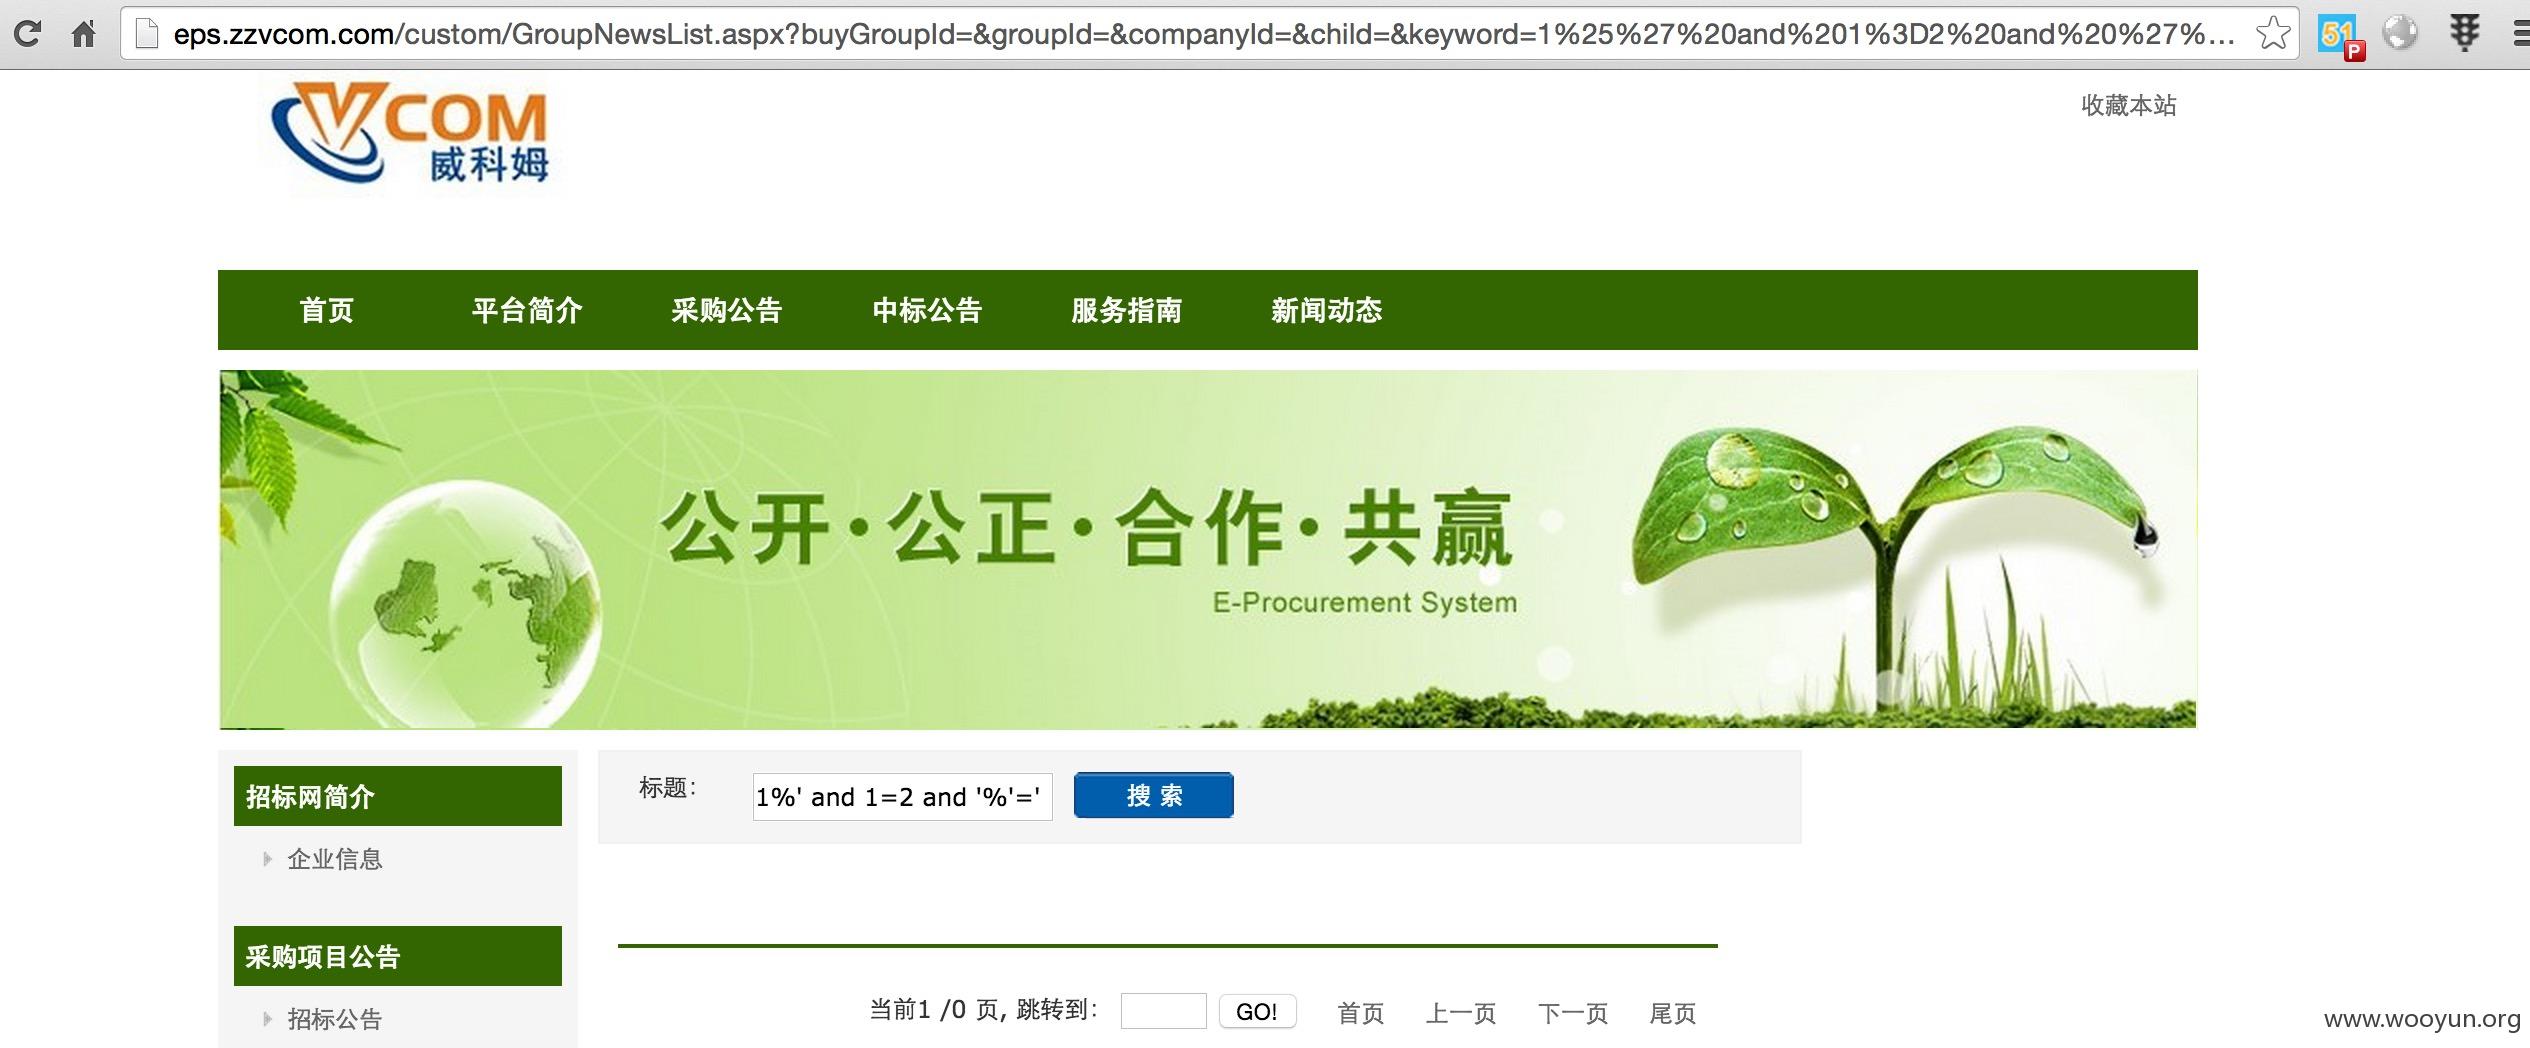 eps.zzvcom.com/custom/GroupNewsList.aspx?buyGroupId=&groupId=&companyId=&child=&keyword=1%25%27%20and%201%3D2%20and%20%27%...
51
P
VCOM
威科姆
收藏本站
首页 平台简介 采购公告 中标公告 服务指南 新闻动态
公开·公正·合作·共赢
E-Procurement System
招标网简介
企业信息
采购项目公告
招标公告
标题： 1%' and 1=2 and '%'=' 搜 索
当前1 /0 页, 跳转到： GO! 首页 上一页 下一页 尾页
www.wooyun.org